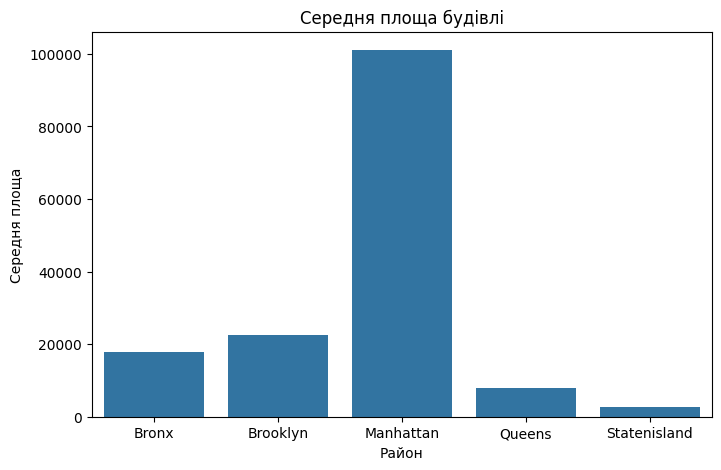 Середня площа будівлі
Середня площа
100000
80000
60000
40000
20000
0
Bronx
Brooklyn
Manhattan
Queens
Statenisland
Район